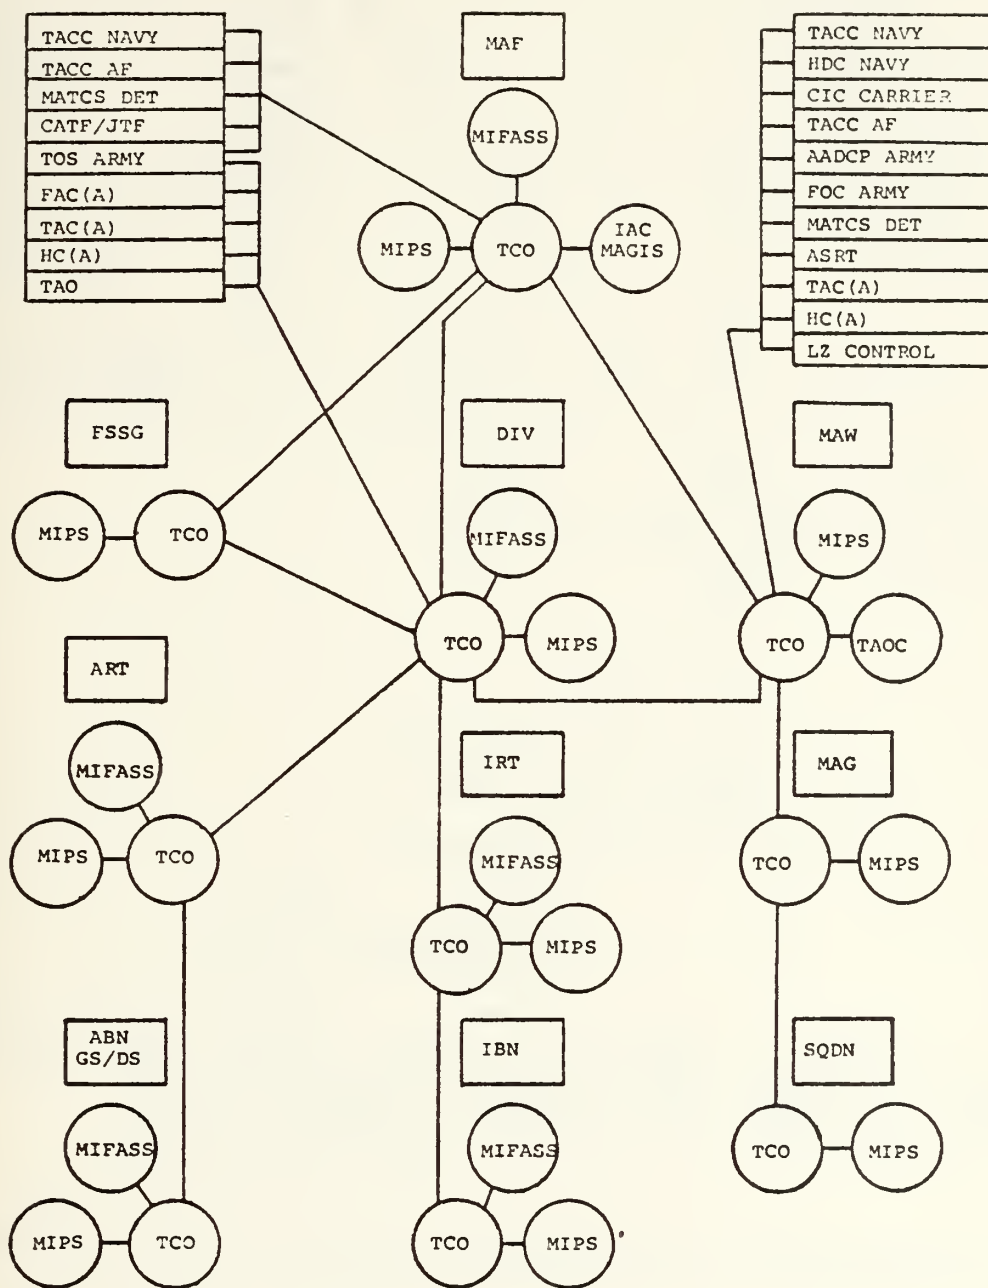 TACC NAVY
TACC AF
MATCS DET
CATF/JTF
TOS ARMY
FAC(A)
TAC(A)
HC(A)
TAO
MAF
MIFASS
MIPS
TCO
IAC
MAGIS
TACC NAVY
HDC NAVY
CIC CARRIER
TACC AF
AADCP ARMY
FOC ARMY
MATCS DET
ASRT
TAC(A)
HC(A)
LZ CONTROL
FSSG
MIPS
TCO
DIV
MIFASS
TCO
MIPS
MAW
MIPS
TCO
TAOC
ART
MIFASS
MIPS
TCO
IRT
MIFASS
TCO
MIPS
MAG
TCO
MIPS
ABN
GS/DS
MIFASS
MIPS
TCO
IBN
MIFASS
TCO
MIPS
SQDN
TCO
MIPS